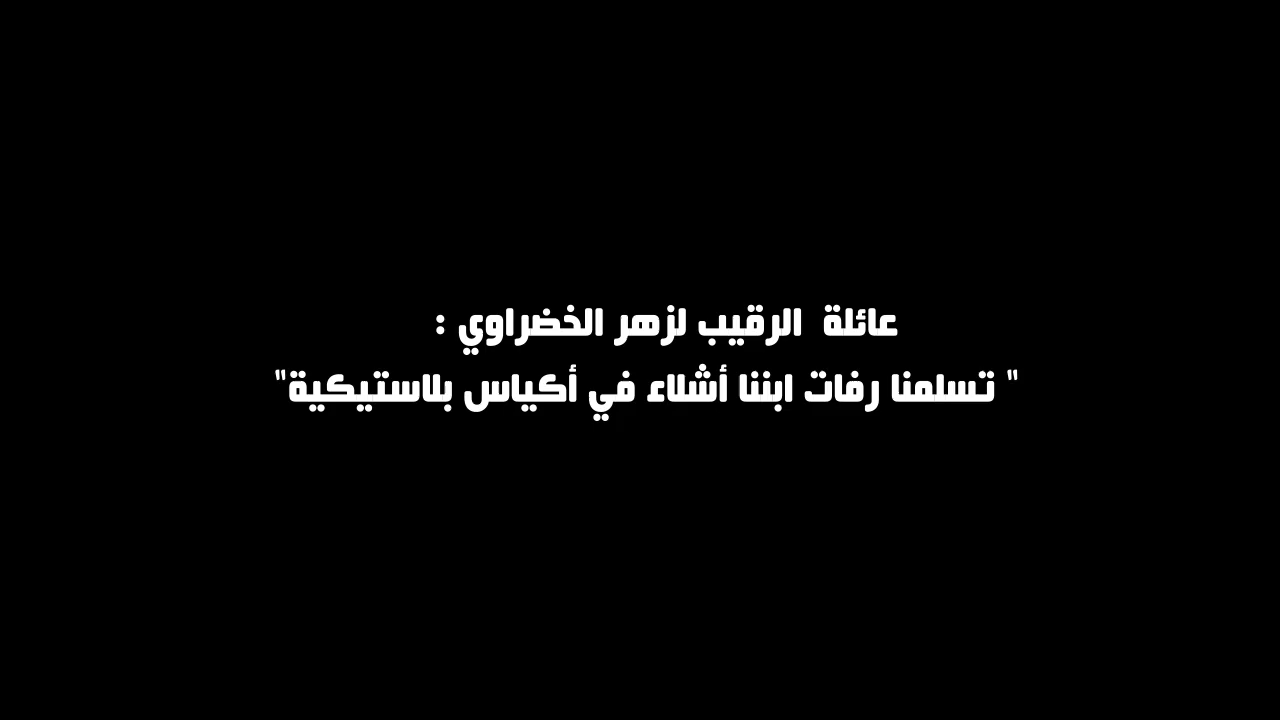 عائلة الرقيب لزهر الخضراوي :
" تسلمنا رفات ابننا أشلاء في أكياس بلاستيكية"